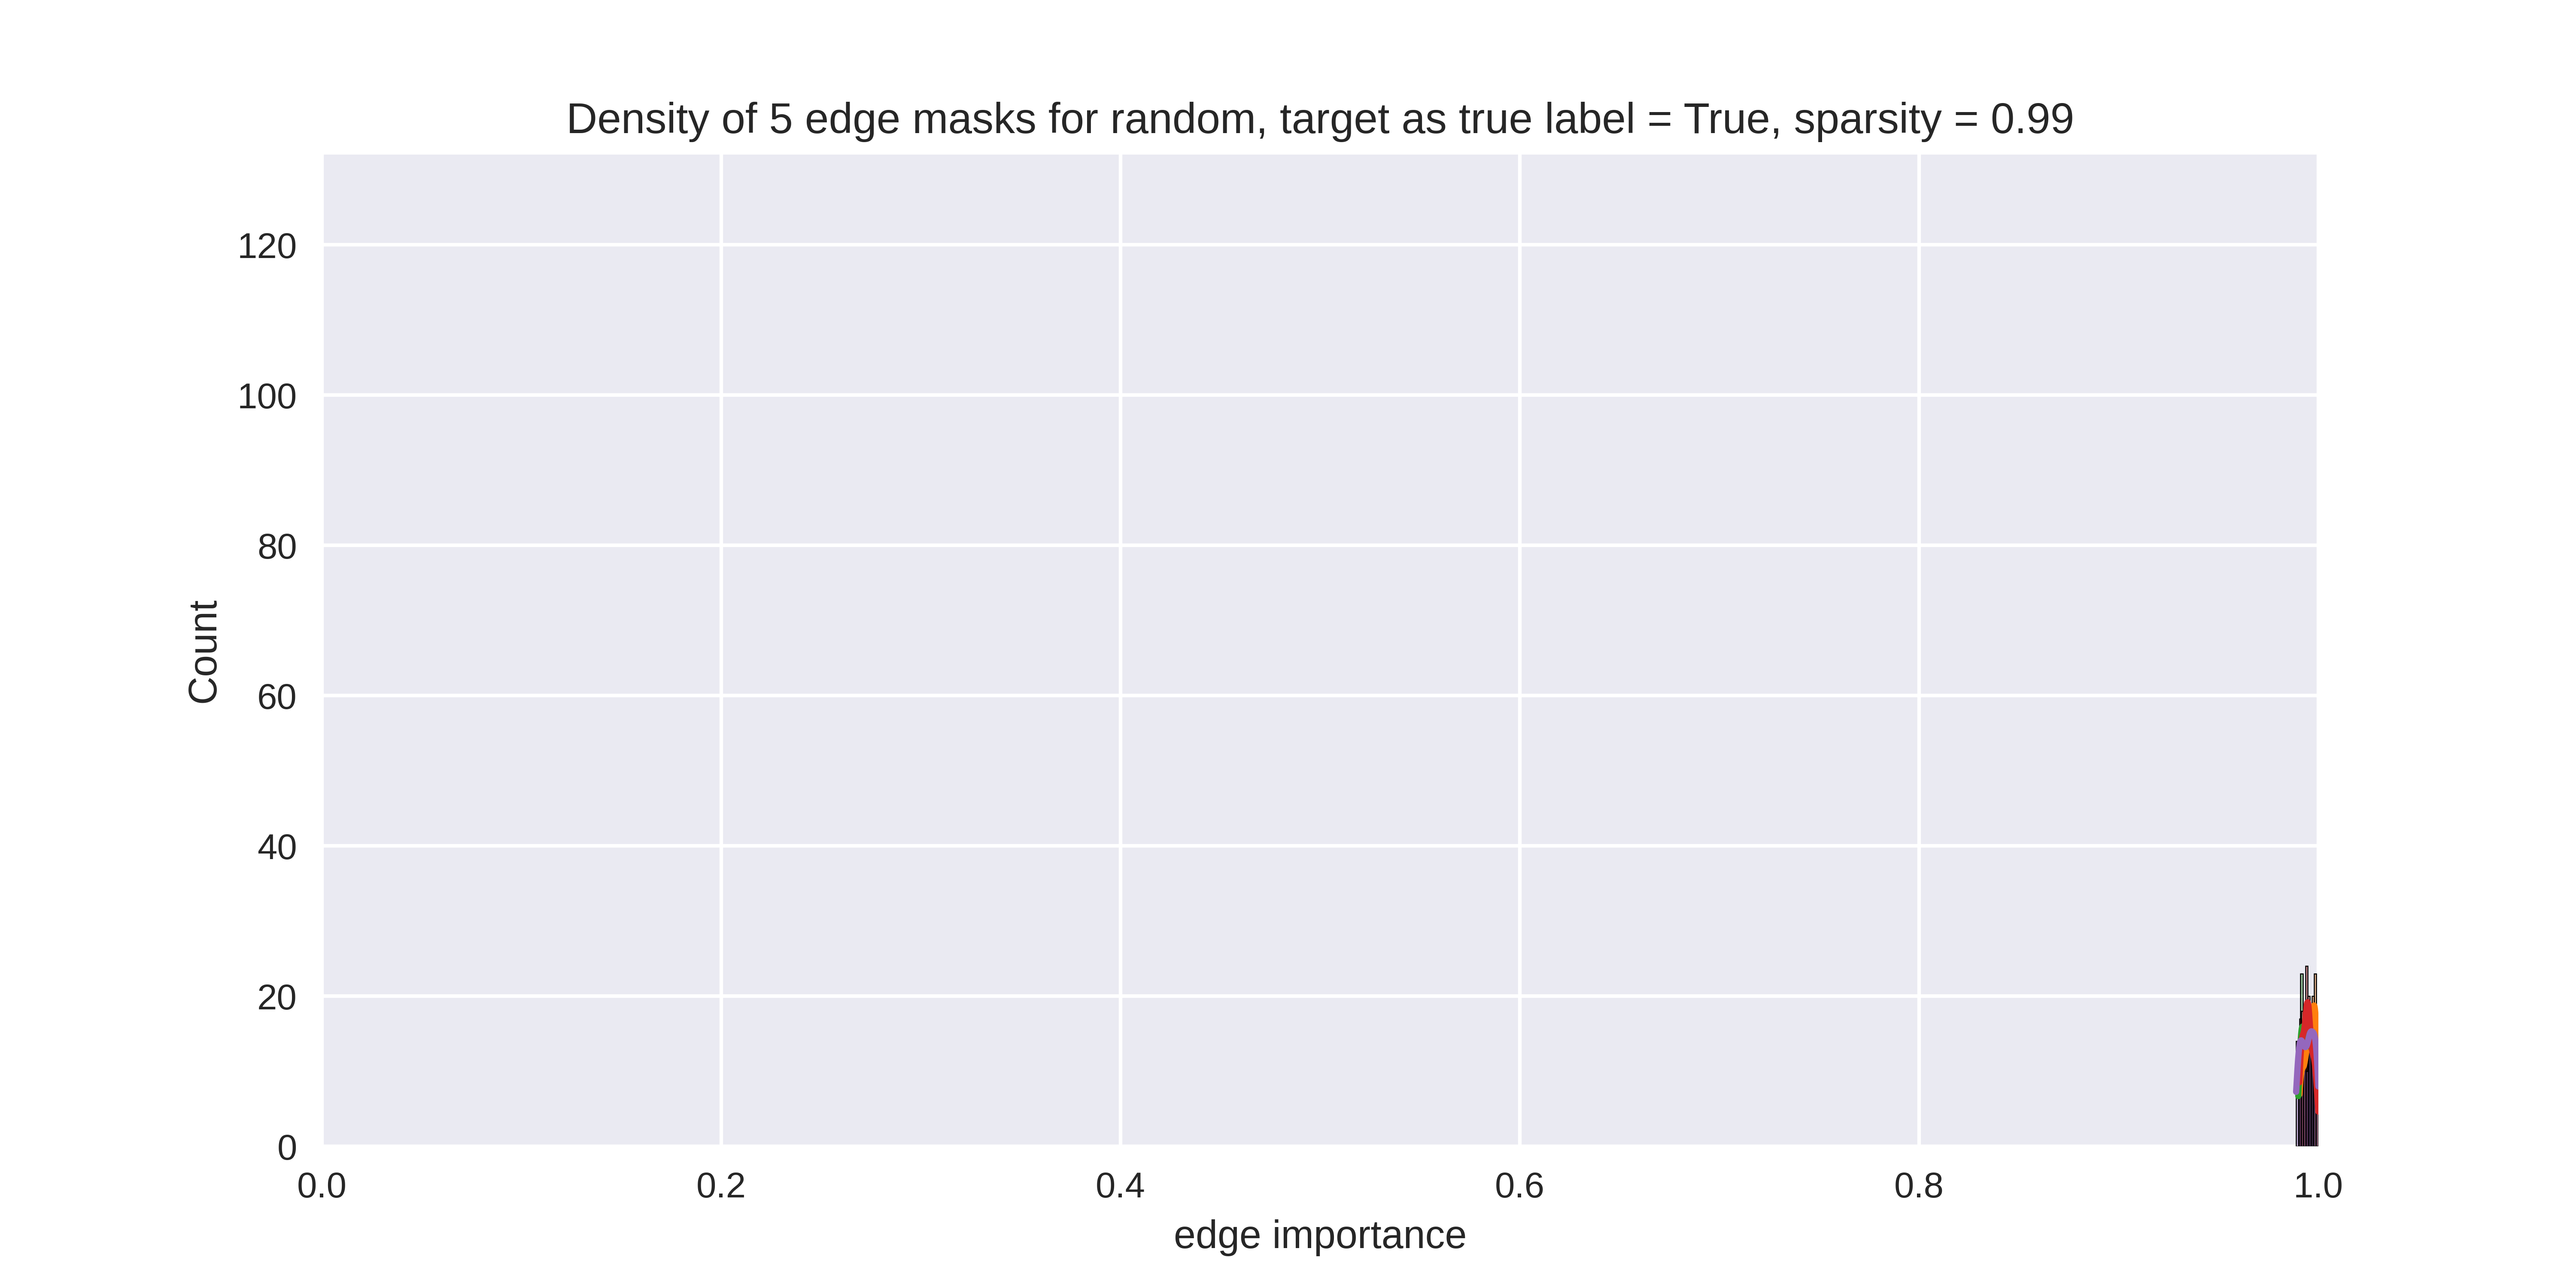 Density of 5 edge masks for random, target as true label = True, sparsity = 0.99
120
100
80
60
40
20
0
Count
0.0 0.2 0.4 0.6 0.8 1.0
edge importance